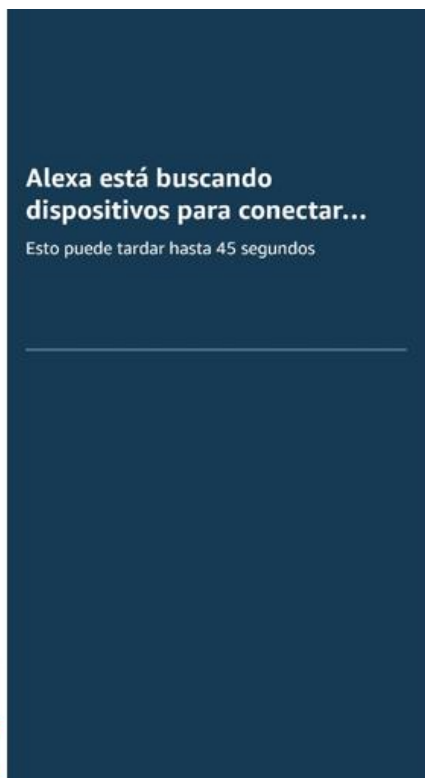 Alexa está buscando
dispositivos para conectar...
Esto puede tardar hasta 45 segundos